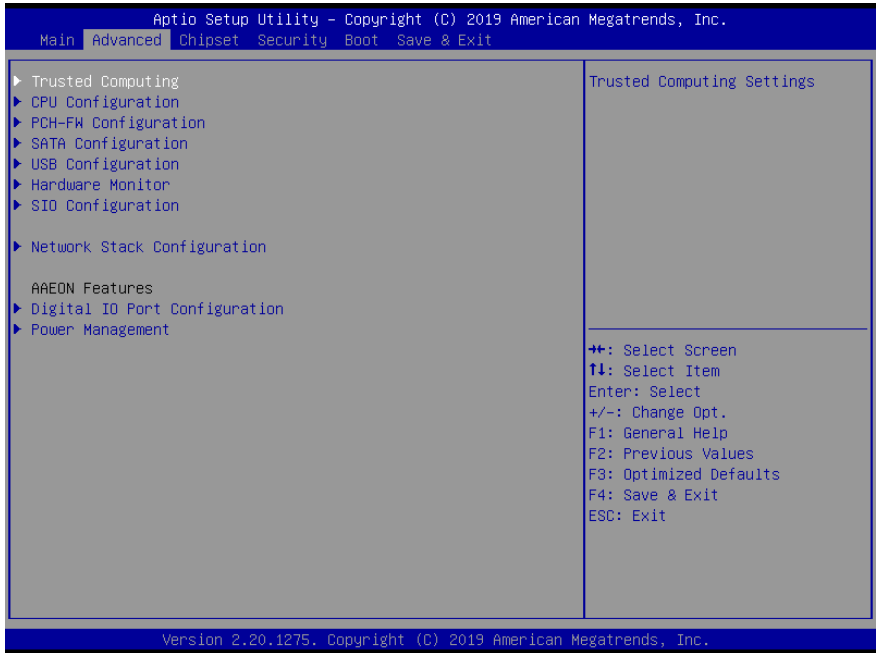 Aptio Setup Utility – Copyright (C) 2019 American Megatrends, Inc.
Main Advanced Chipset Security Boot Save & Exit
▶ Trusted Computing
▶ CPU Configuration
▶ PCH-FW Configuration
▶ SATA Configuration
▶ USB Configuration
▶ Hardware Monitor
▶ SIO Configuration
▶ Network Stack Configuration
AAEON Features
▶ Digital IO Port Configuration
▶ Power Management
Trusted Computing Settings
→←: Select Screen
↑↓: Select Item
Enter: Select
+/-: Change Opt.
F1: General Help
F2: Previous Values
F3: Optimized Defaults
F4: Save & Exit
ESC: Exit
Version 2.20.1275. Copyright (C) 2019 American Megatrends, Inc.